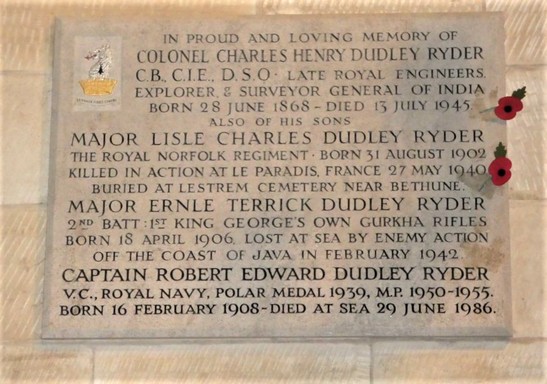 IN PROUD AND LOVING MEMORY OF
COLONEL CHARLES HENRY DUDLEY RYDER
C.B., C.I.E., D.S.O · LATE ROYAL ENGINEERS.
EXPLORER, & SURVEYOR GENERAL OF INDIA
BORN 28 JUNE 1868 – DIED 13 JULY 1945.
ALSO OF HIS SONS
MAJOR LISLE CHARLES DUDLEY RYDER
THE ROYAL NORFOLK REGIMENT · BORN 31 AUGUST 1902
KILLED IN ACTION AT LE PARADIS, FRANCE 27 MAY 1940
BURIED AT LESTREM CEMETERY NEAR BETHUNE.
MAJOR ERNLE TERRICK DUDLEY RYDER
2ND BATT: 1ST KING GEORGE'S OWN GURKHA RIFLES
BORN 18 APRIL 1906, LOST AT SEA BY ENEMY ACTION
OFF THE COAST OF JAVA IN FEBRUARY 1942.
CAPTAIN ROBERT EDWARD DUDLEY RYDER
V.C., ROYAL NAVY, POLAR MEDAL 1939, M.P. 1950–1955.
BORN 16 FEBRUARY 1908 – DIED AT SEA 29 JUNE 1986.